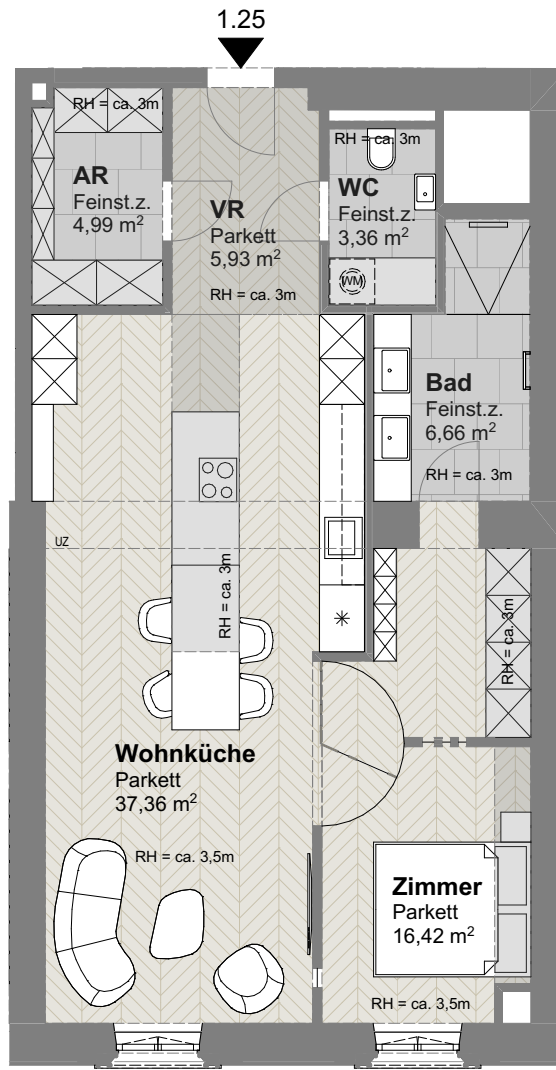 1.25
RH = ca. 3m
AR
Feinst.z.
4,99 m²
VR
Parkett
5,93 m²
RH = ca. 3m
RH = ca. 3m
WC
Feinst.z.
3,36 m²
WM
Bad
Feinst.z.
6,66 m²
RH = ca. 3m
UZ
RH = ca. 3m
RH = ca. 3m
Wohnküche
Parkett
37,36 m²
RH = ca. 3,5m
Zimmer
Parkett
16,42 m²
RH = ca. 3,5m